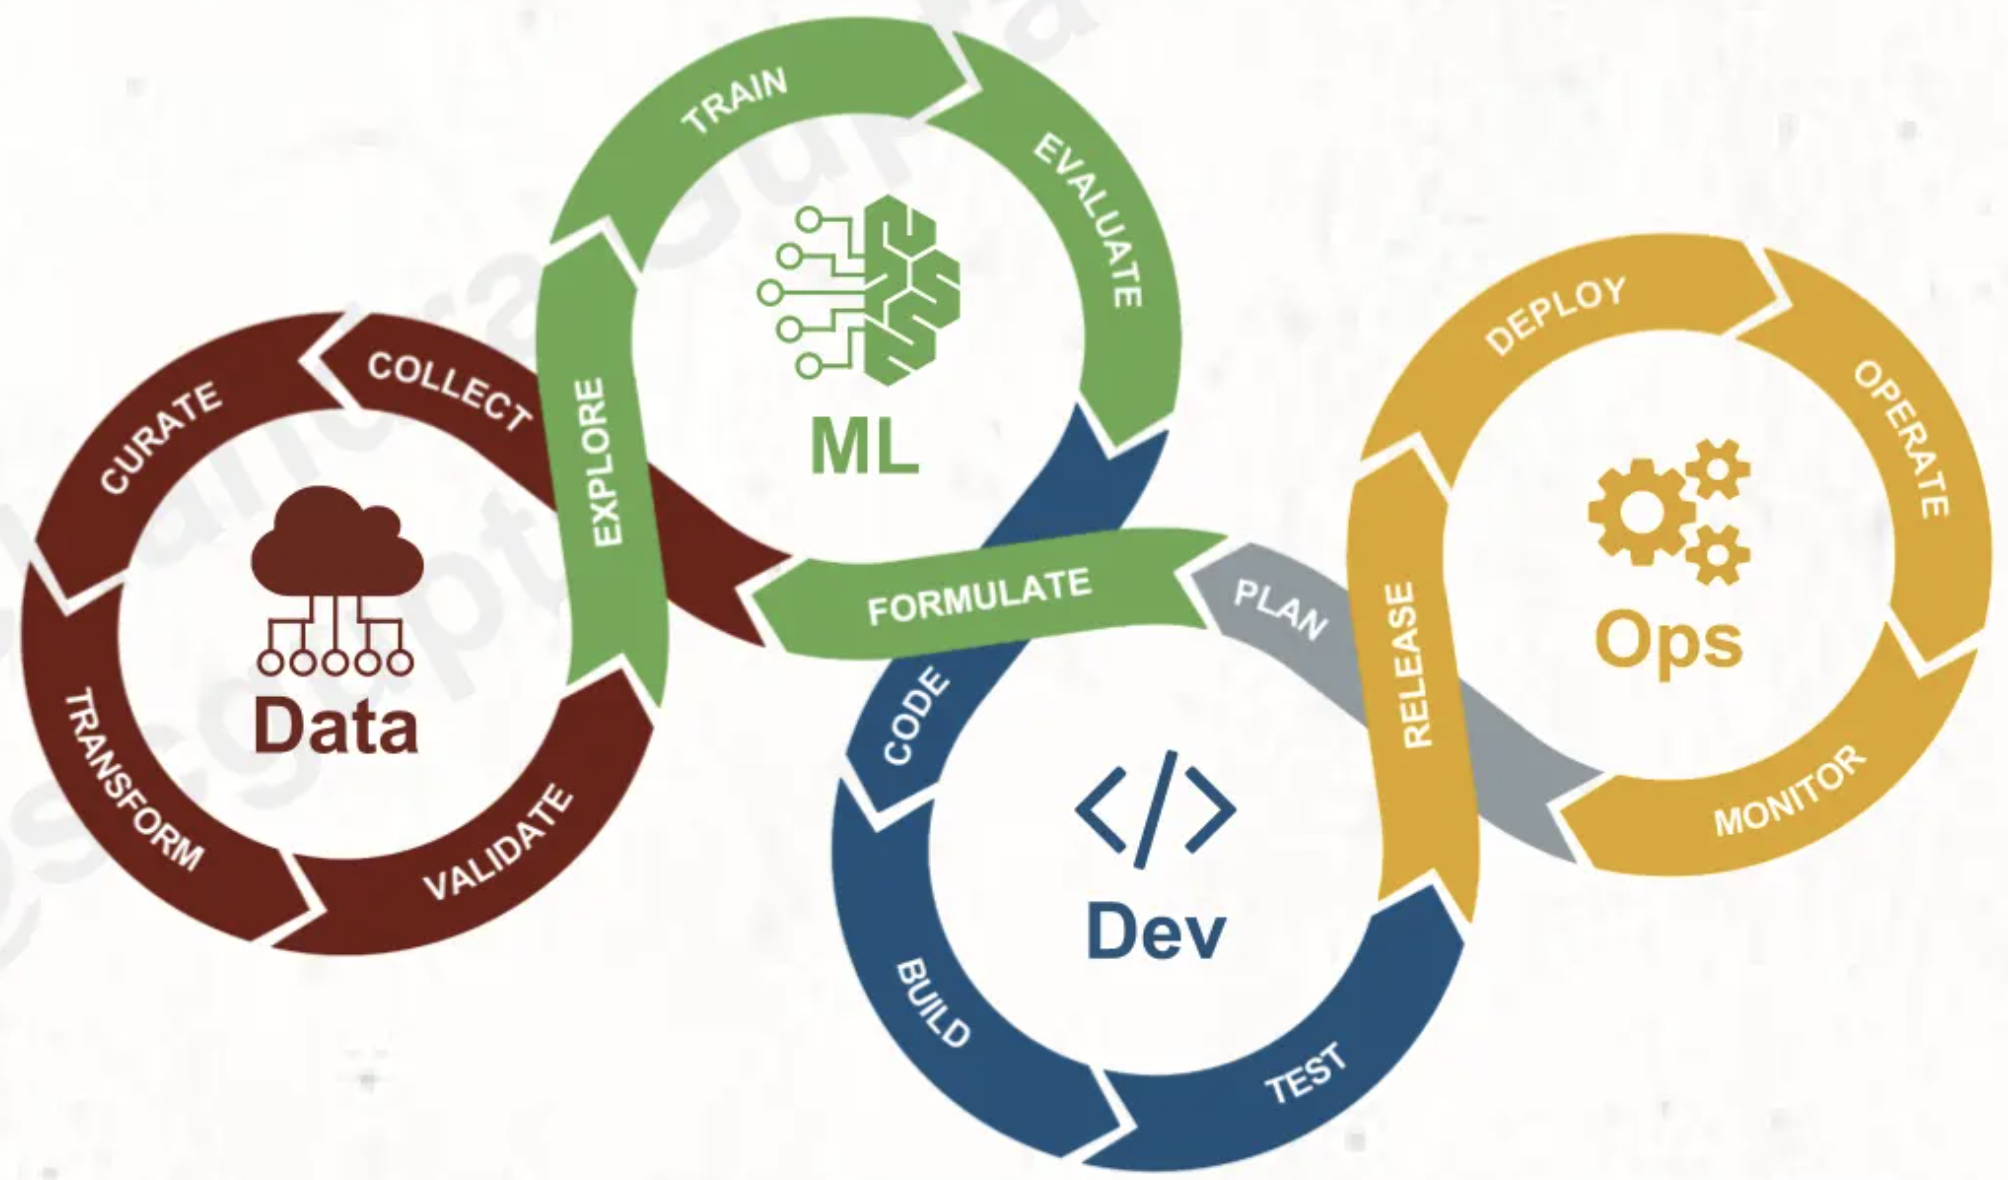 TRAIN
EVALUATE
ML
DEPLOY
OPERATE
COLLECT
CURATE
EXPLORE
FORMULATE
PLAN
RELEASE
Ops
Data
CODE
MONITOR
TRANSFORM
VALIDATE
Dev
BUILD
TEST